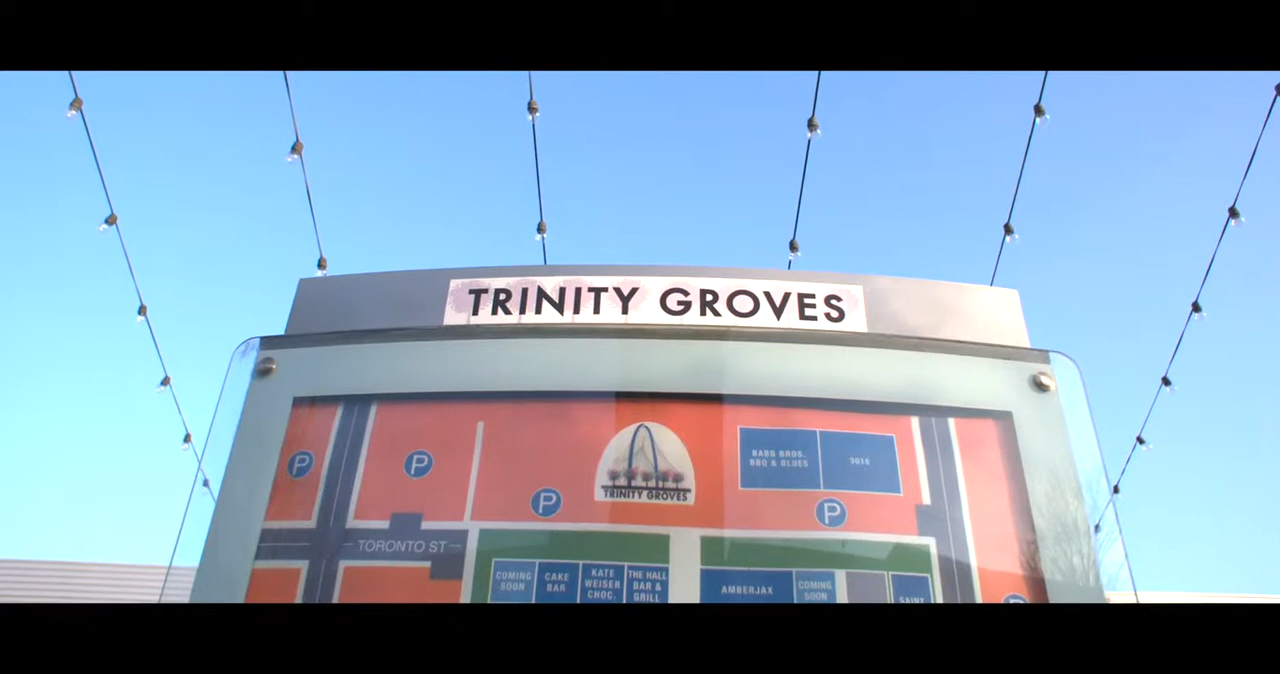 TRINITY GROVES
TRINITY GROVES
BABB BROS.
BBQ & BLUES
3015
P
P
P
P
TORONTO ST
COMING
SOON
CAKE
BAR
KATE
WEISER
CHOC.
THE HALL
BAR &
GRILL
AMBERJAX
COMING
SOON
SAINT